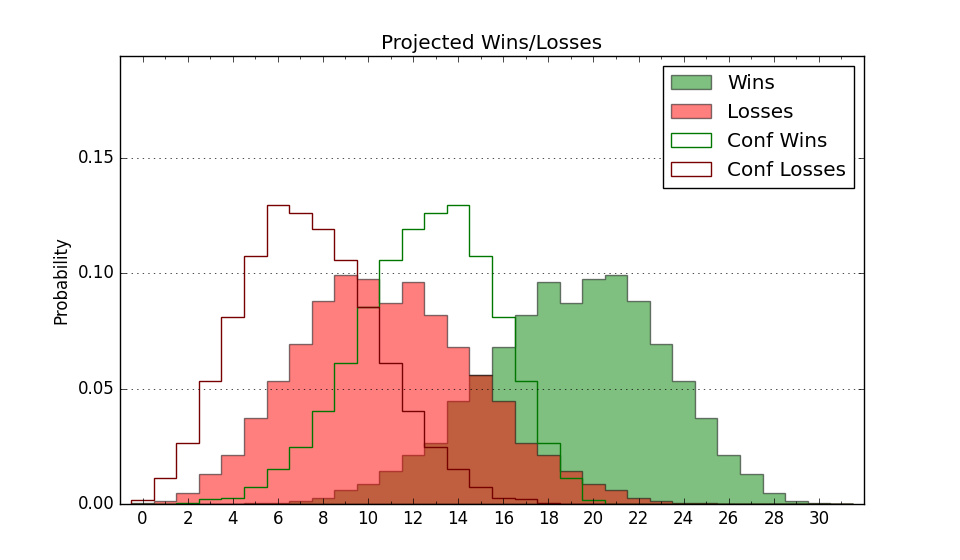 Projected Wins/Losses
Wins
Losses
Conf Wins
Conf Losses
Probability
0.15
0.10
0.05
0.00
0 2 4 6 8 10 12 14 16 18 20 22 24 26 28 30